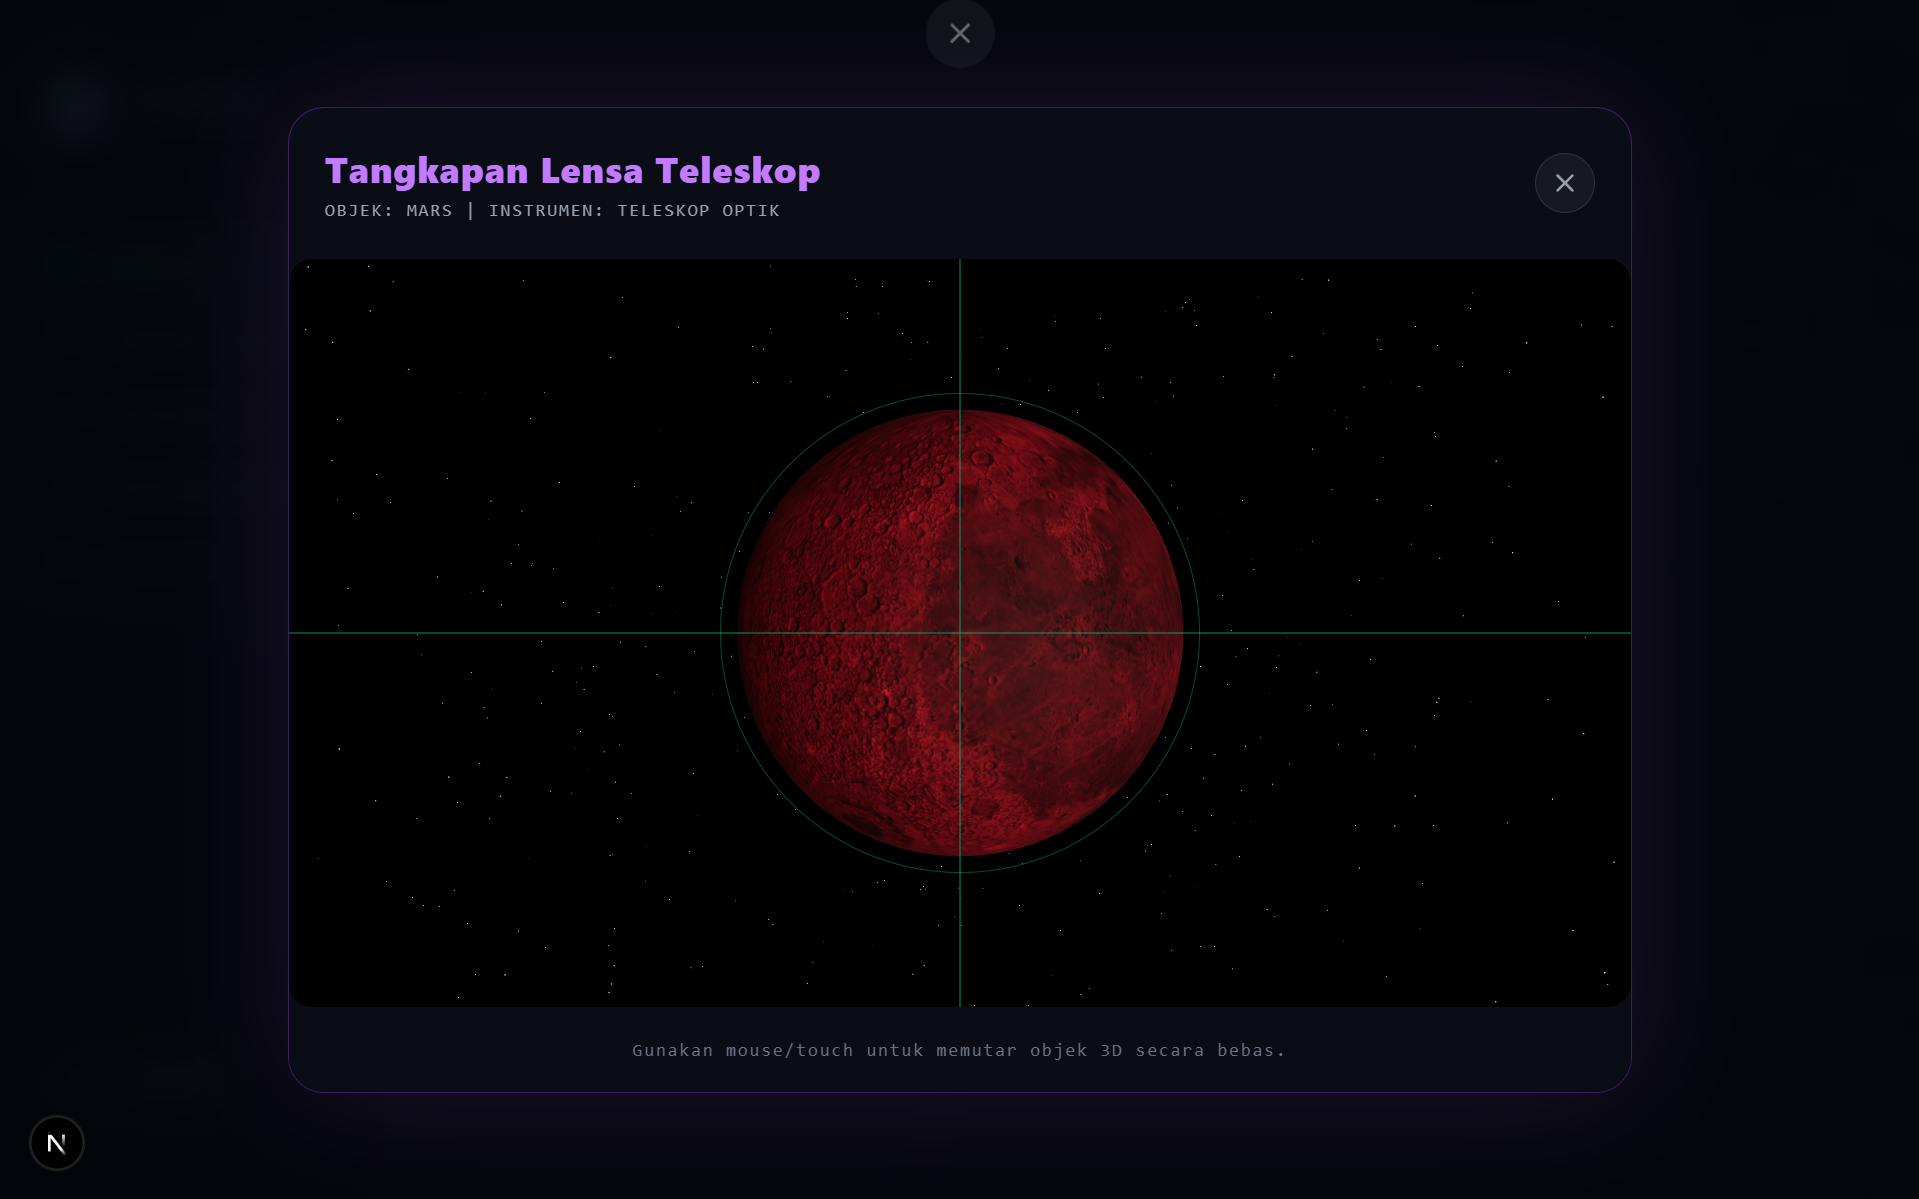 Tangkapan Lensa Teleskop
OBJEK: MARS | INSTRUMEN: TELESKOP OPTIK
Gunakan mouse/touch untuk memutar objek 3D secara bebas.
N